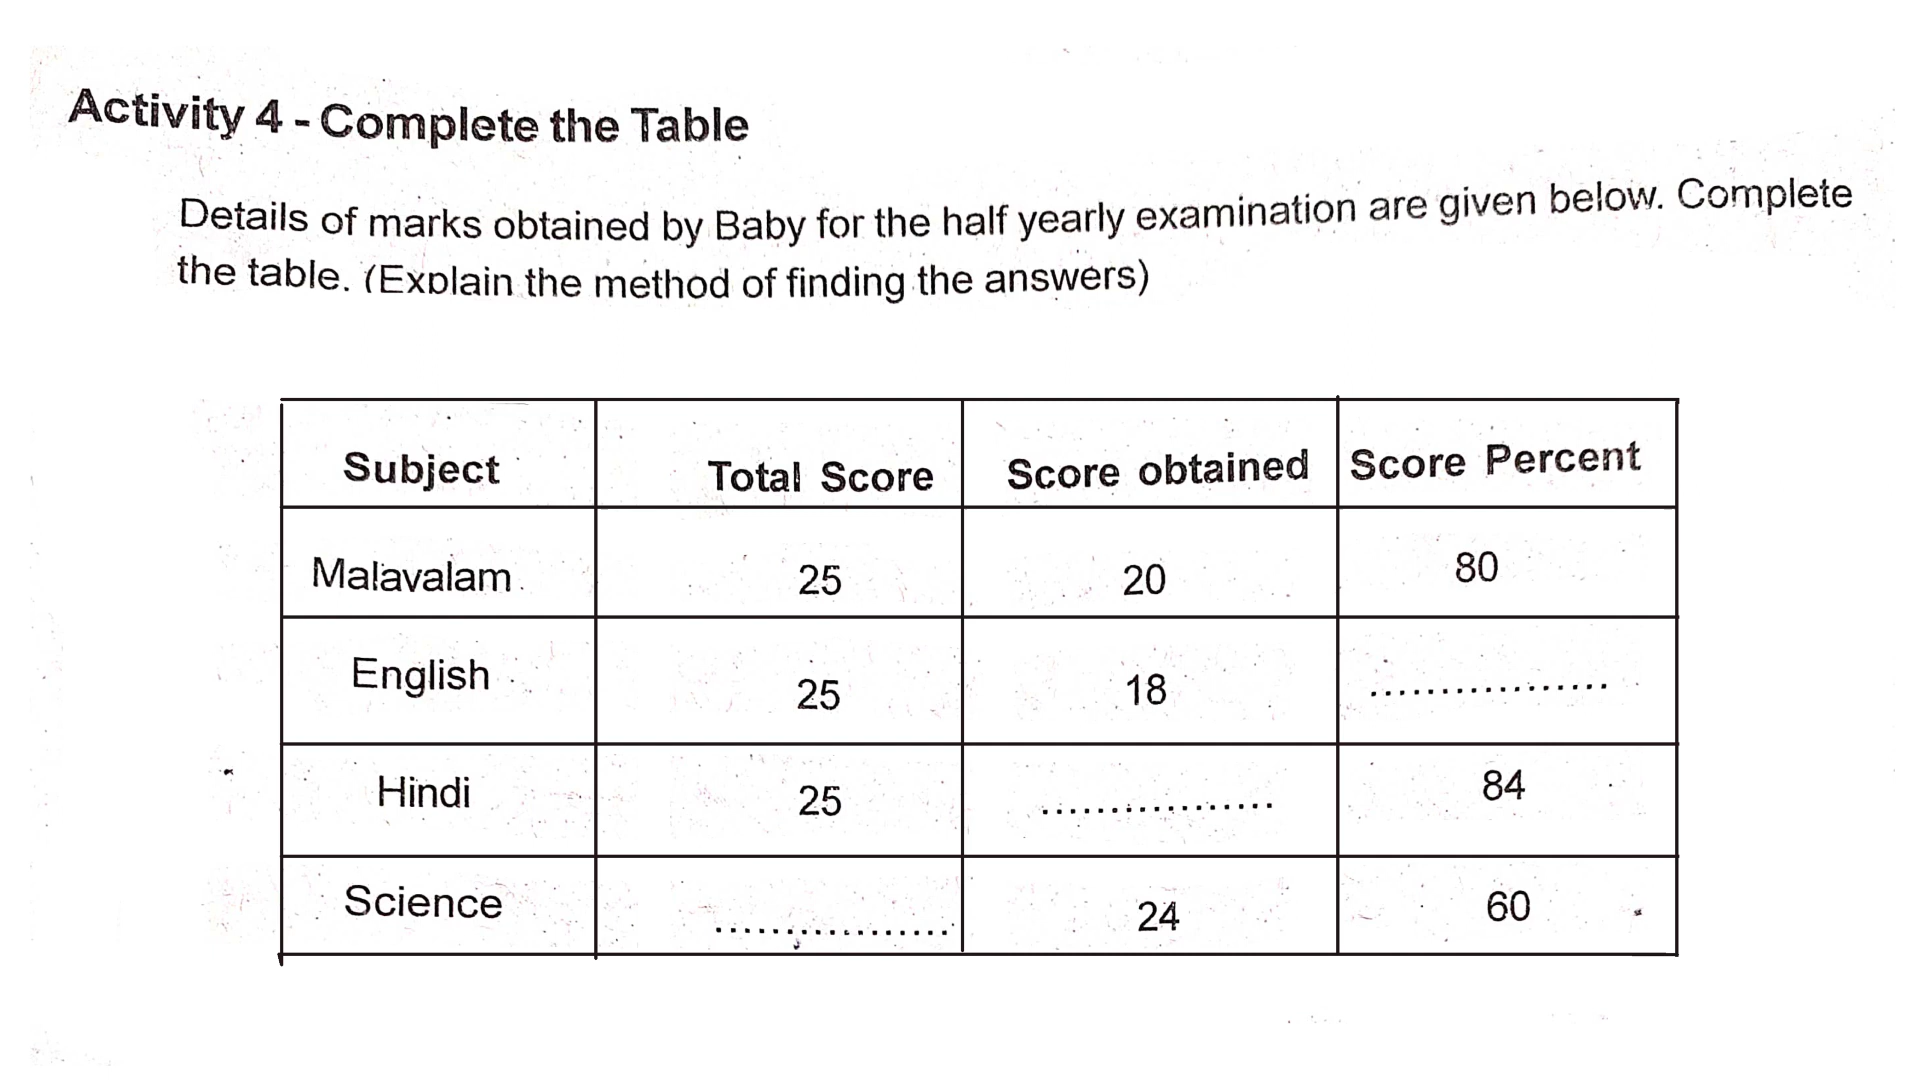 Activity 4 - Complete the Table
Details of marks obtained by Baby for the half yearly examination are given below. Complete
the table. (Explain the method of finding the answers)
Subject Total Score Score obtained Score Percent
Malavalam 25 20 80
English 25 18 .................
Hindi 25 ................. 84
Science ................. 24 60